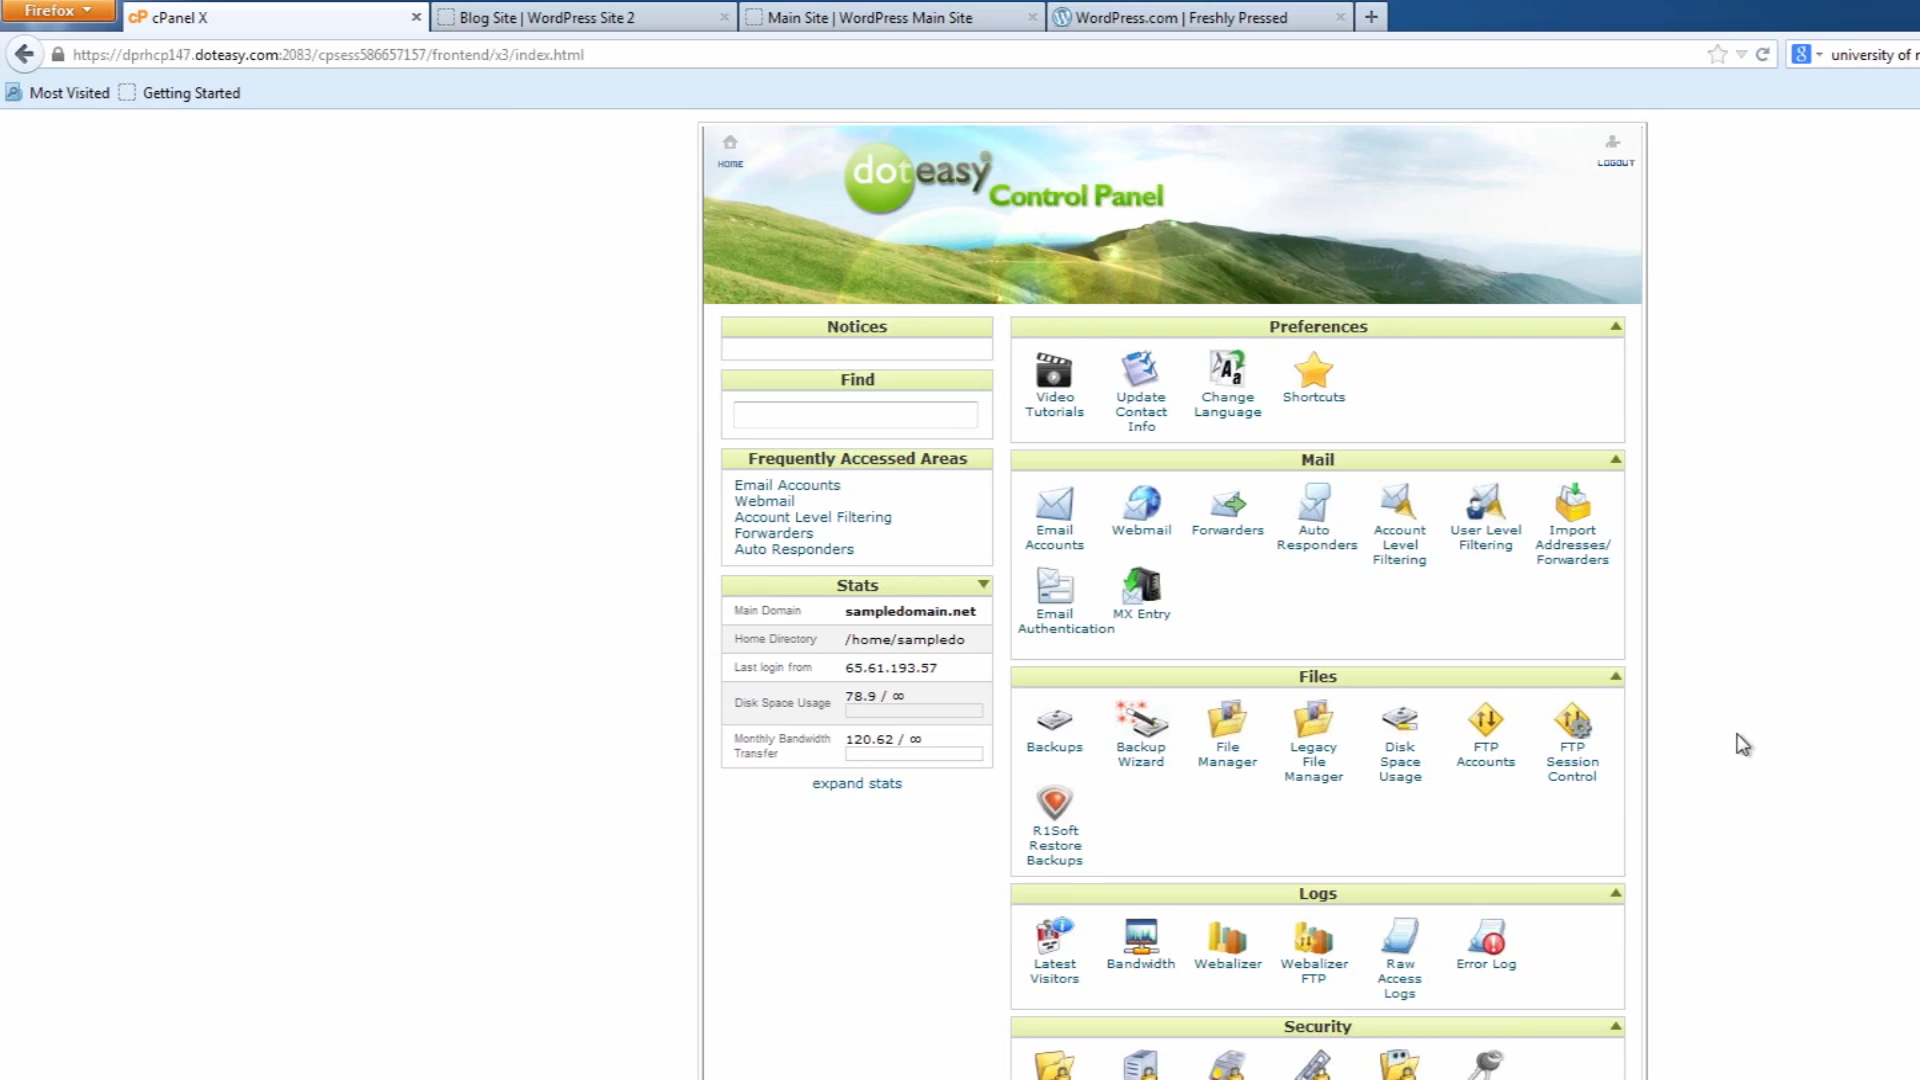 Firefox
cP cPanel X
Blog Site | WordPress Site 2
Main Site | WordPress Main Site
WordPress.com | Freshly Pressed
https://dprhcp147.doteasy.com:2083/cpsess586657157/frontend/x3/index.html
8 university of
Most Visited
Getting Started
HOME
doteasy
Control Panel
LOGOUT
Notices
Find
Frequently Accessed Areas
Email Accounts
Webmail
Account Level Filtering
Forwarders
Auto Responders
Stats
Main Domain sampledomain.net
Home Directory /home/sampledo
Last login from 65.61.193.57
Disk Space Usage 78.9 / ∞
Monthly Bandwidth
Transfer
120.62 / ∞
expand stats
Preferences
Video
Tutorials
Update
Contact
Info
Change
Language
Shortcuts
Mail
Email
Accounts
Webmail
Forwarders
Auto
Responders
Account
Level
Filtering
User Level
Filtering
Import
Addresses/
Forwarders
Email
Authentication
MX Entry
Files
Backups
Backup
Wizard
File
Manager
Legacy
File
Manager
Disk
Space
Usage
FTP
Accounts
FTP
Session
Control
R1Soft
Restore
Backups
Logs
Latest
Visitors
Bandwidth
Webalizer
Webalizer
FTP
Raw
Access
Logs
Error Log
Security